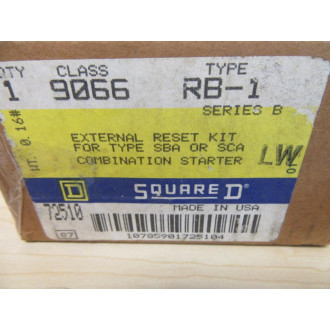 QTY CLASS TYPE
1 9066 RB-1
SERIES B
WT. 0.16#
EXTERNAL RESET KIT
FOR TYPE SBA OR SCA
COMBINATION STARTER
LW
D SQUARE D
72510 MADE IN USA
87
10785901725104